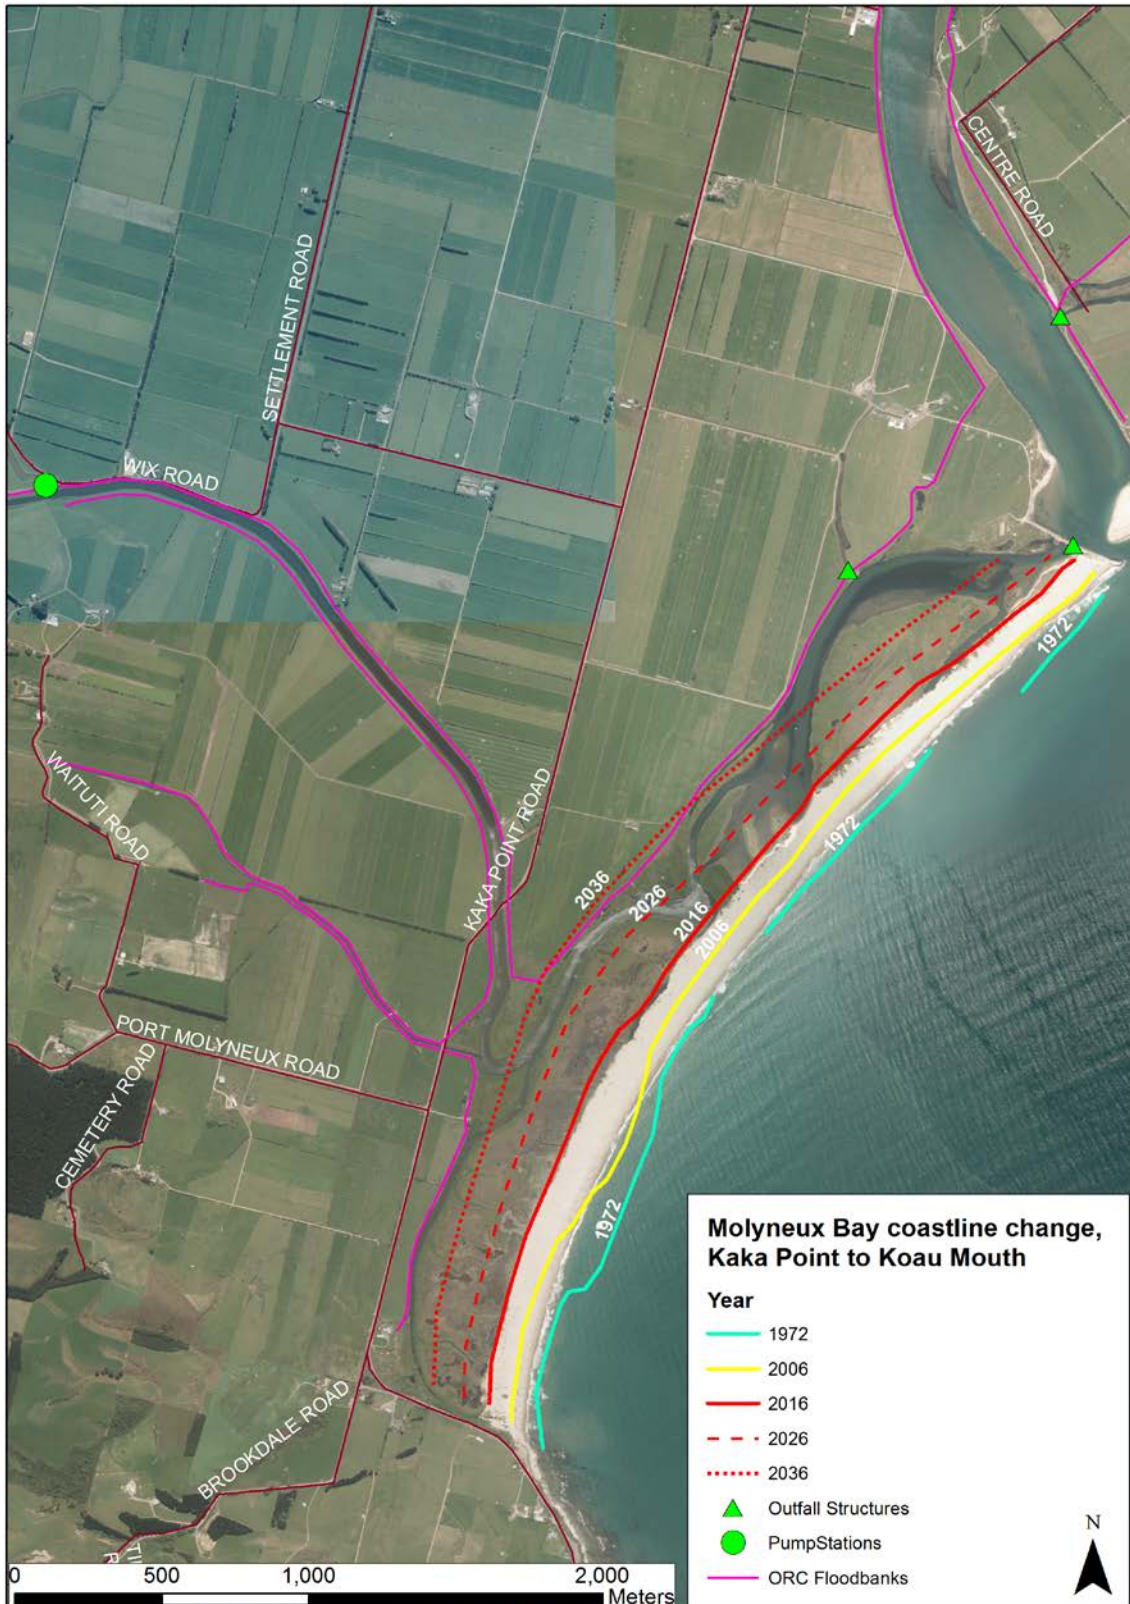 CENTRE ROAD
SETTLEMENT ROAD
WIX ROAD
1972
WAITUTI ROAD
KAKA POINT ROAD
1972
2036
2026
2016
2006
PORT MOLYNEUX ROAD
CEMETERY ROAD
1972
BROOKDALE ROAD
Molyneux Bay coastline change,
Kaka Point to Koau Mouth
Year
1972
2006
2016
2026
2036
Outfall Structures
PumpStations
ORC Floodbanks
N
0 500 1,000 2,000
Meters